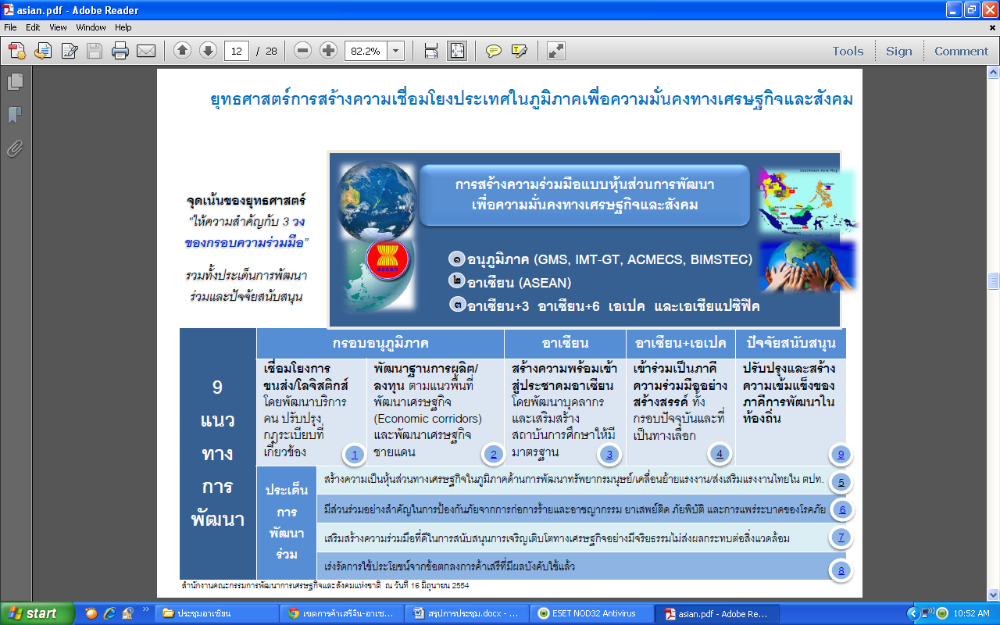 asian.pdf - Adobe Reader
File Edit View Window Help
12 / 28
82.2%
Tools
Sign
Comment
ยุทธศาสตร์การสร้างความเชื่อมโยงประเทศในภูมิภาคเพื่อความมั่นคงทางเศรษฐกิจและสังคม
จุดเน้นของยุทธศาสตร์
“ให้ความสำคัญกับ 3 วง
ของกรอบความร่วมมือ”
รวมทั้งประเด็นการพัฒนา
ร่วมและปัจจัยสนับสนุน
การสร้างความร่วมมือแบบหุ้นส่วนการพัฒนา
เพื่อความมั่นคงทางเศรษฐกิจและสังคม
Southeast Asia Map
asean
๑ อนุภูมิภาค (GMS, IMT-GT, ACMECS, BIMSTEC)
๒ อาเซียน (ASEAN)
๓ อาเซียน+3 อาเซียน+6 เอเปค และเอเชียแปซิฟิค
9
แนว
ทาง
การ
พัฒนา
กรอบอนุภูมิภาค
อาเซียน
อาเซียน+เอเปค
ปัจจัยสนับสนุน
เชื่อมโยงการ
ขนส่ง/โลจิสติกส์
โดยพัฒนาบริการ
คน ปรับปรุง
กฎระเบียบที่
เกี่ยวข้อง
1
พัฒนาฐานการผลิต/
ลงทุน ตามแนวพื้นที่
พัฒนาเศรษฐกิจ
(Economic corridors)
และพัฒนาเศรษฐกิจ
ชายแดน
2
สร้างความพร้อมเข้า
สู่ประชาคมอาเซียน
โดยพัฒนาบุคลากร
และเสริมสร้าง
สถาบันการศึกษาให้มี
มาตรฐาน
3
เข้าร่วมเป็นภาคี
ความร่วมมืออย่าง
สร้างสรรค์ ทั้ง
กรอบปัจจุบันและที่
เป็นทางเลือก
4
ปรับปรุงและสร้าง
ความเข้มแข็งของ
ภาคีการพัฒนาใน
ท้องถิ่น
9
ประเด็น
การ
พัฒนา
ร่วม
สร้างความเป็นหุ้นส่วนทางเศรษฐกิจในภูมิภาคด้านการพัฒนาทรัพยากรมนุษย์/เคลื่อนย้ายแรงงาน/ส่งเสริมแรงงานไทยใน ตปท. 5
มีส่วนร่วมอย่างสำคัญในการป้องกันภัยจากการก่อการร้ายและอาชญากรรม ยาเสพย์ติด ภัยพิบัติ และการแพร่ระบาดของโรคภัย 6
เสริมสร้างความร่วมมือที่ดีในการสนับสนุนการเจริญเติบโตทางเศรษฐกิจอย่างมีจริยธรรมไม่ส่งผลกระทบต่อสิ่งแวดล้อม 7
เร่งรัดการใช้ประโยชน์จากข้อตกลงการค้าเสรีที่มีผลบังคับใช้แล้ว 8
สำนักงานคณะกรรมการพัฒนาการเศรษฐกิจและสังคมแห่งชาติ ณ วันที่ 16 มิถุนายน 2554
start
ประชุมอาเซียน
เขตการค้าเสรีจีน-อาเซ...
สรุปการประชุม.docx - ...
ESET NOD32 Antivirus
asian.pdf - Adobe Re...
10:52 AM